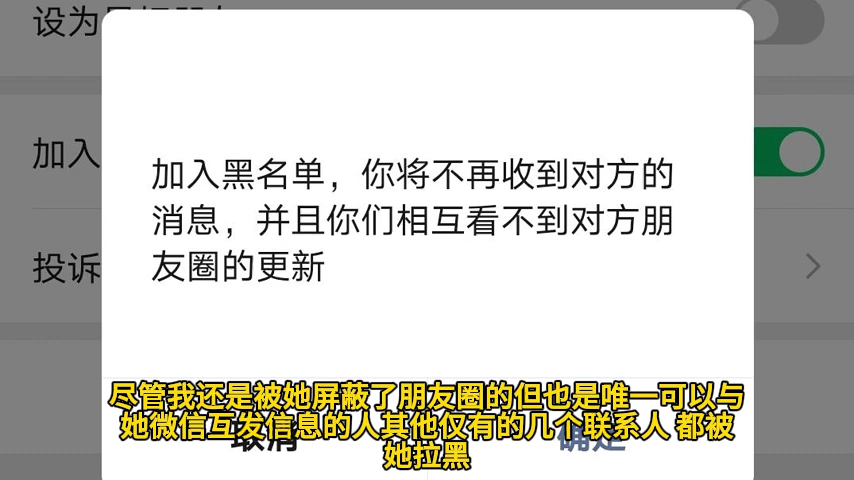 设为
加入
加入黑名单，你将不再收到对方的
消息，并且你们相互看不到对方朋
友圈的更新
投诉
尽管我还是被她屏蔽了朋友圈的但也是唯一可以与
她微信互发信息的人其他仅有的几个联系人 都被
她拉黑
取消
确定